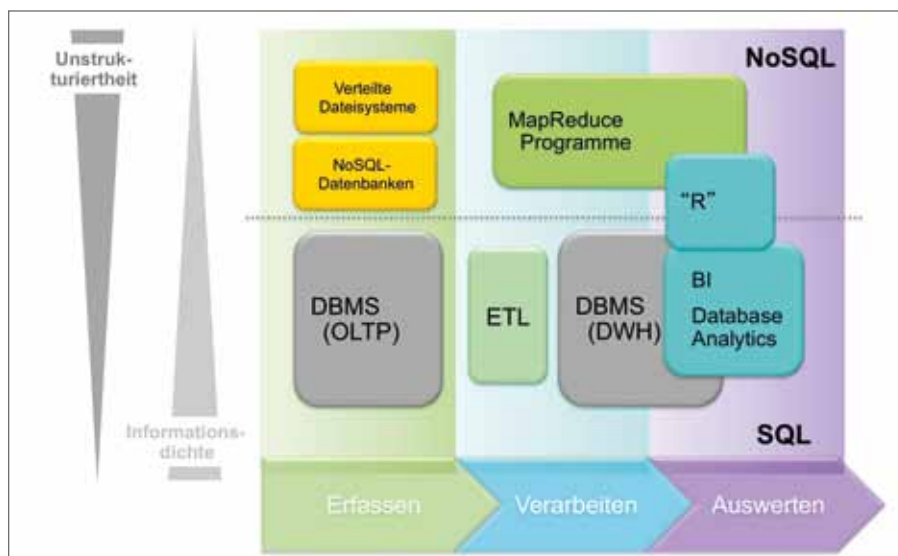 Unstruk-
turiertheit
Informations-
dichte
NoSQL
Verteilte
Dateisysteme
NoSQL-
Datenbanken
MapReduce
Programme
"R"
DBMS
(OLTP)
ETL
DBMS
(DWH)
BI
Database
Analytics
SQL
Erfassen
Verarbeiten
Auswerten